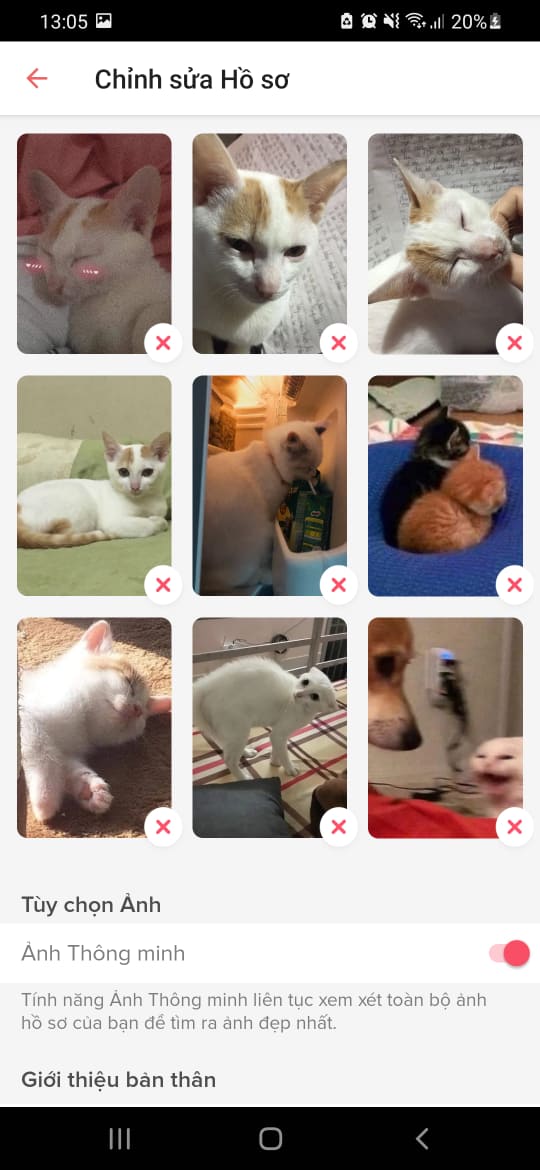 13:05
20%
Chỉnh sửa Hồ sơ
Tùy chọn Ảnh
Ảnh Thông minh
Tính năng Ảnh Thông minh liên tục xem xét toàn bộ ảnh
hồ sơ của bạn để tìm ra ảnh đẹp nhất.
Giới thiệu bản thân